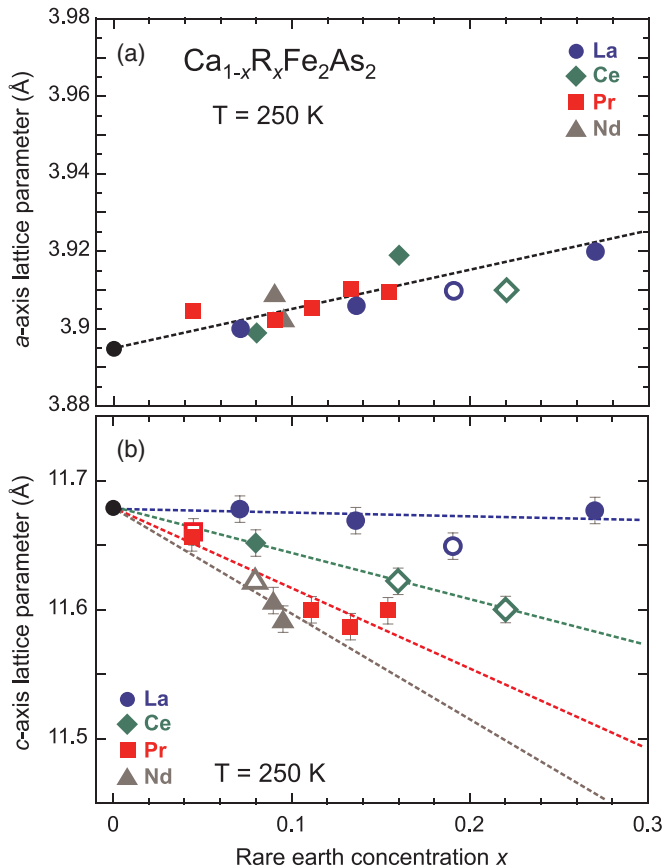 (a)
Ca1-xRxFe2As2
T = 250 K
La
Ce
Pr
Nd
a-axis lattice parameter (Å)
3.98
3.96
3.94
3.92
3.9
3.88
(b)
c-axis lattice parameter (Å)
11.7
11.6
11.5
La
Ce
Pr
Nd
T = 250 K
0
0.1
0.2
0.3
Rare earth concentration x